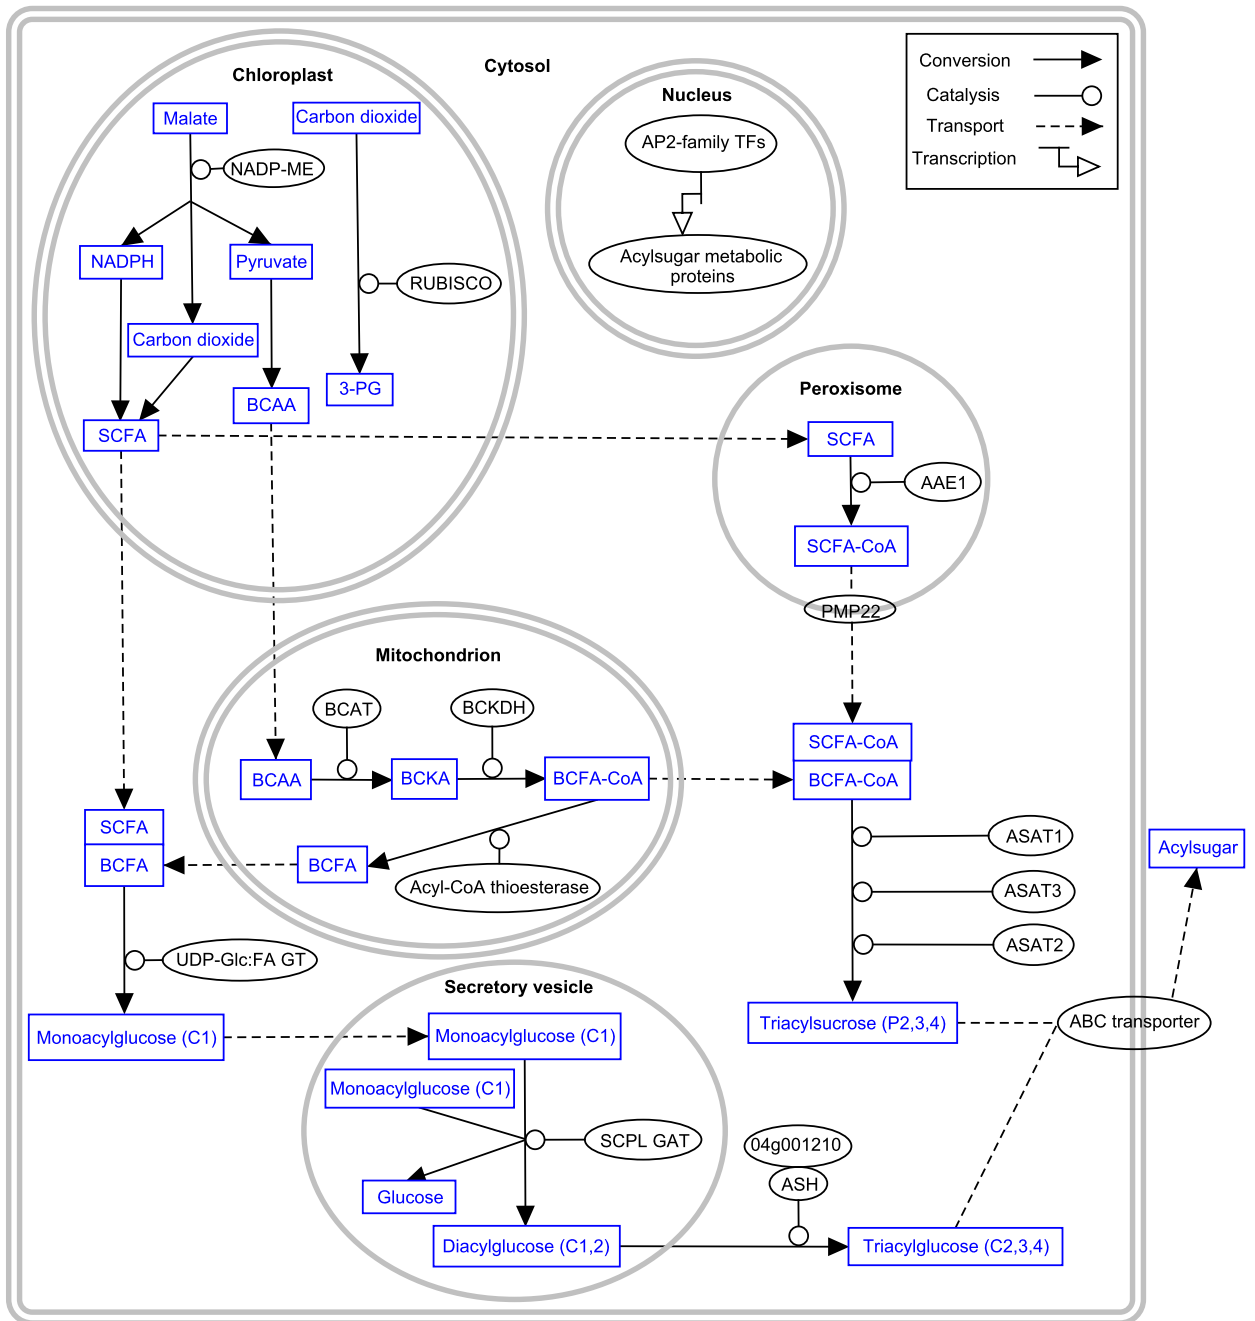 Cytosol
Chloroplast
Malate
Carbon dioxide
NADP-ME
NADPH
Pyruvate
RUBISCO
Carbon dioxide
3-PG
BCAA
SCFA
Nucleus
AP2-family TFs
Acylsugar metabolic
proteins
Conversion
Catalysis
Transport
Transcription
Peroxisome
SCFA
AAE1
SCFA-CoA
PMP22
Mitochondrion
BCAT
BCKDH
BCAA
BCKA
BCFA-CoA
BCFA
Acyl-CoA thioesterase
SCFA-CoA
BCFA-CoA
SCFA
BCFA
ASAT1
ASAT3
ASAT2
Acylsugar
UDP-Glc:FA GT
Monoacylglucose (C1)
Triacylsucrose (P2,3,4)
ABC transporter
Secretory vesicle
Monoacylglucose (C1)
Monoacylglucose (C1)
SCPL GAT
Glucose
Diacylglucose (C1,2)
04g001210
ASH
Triacylglucose (C2,3,4)